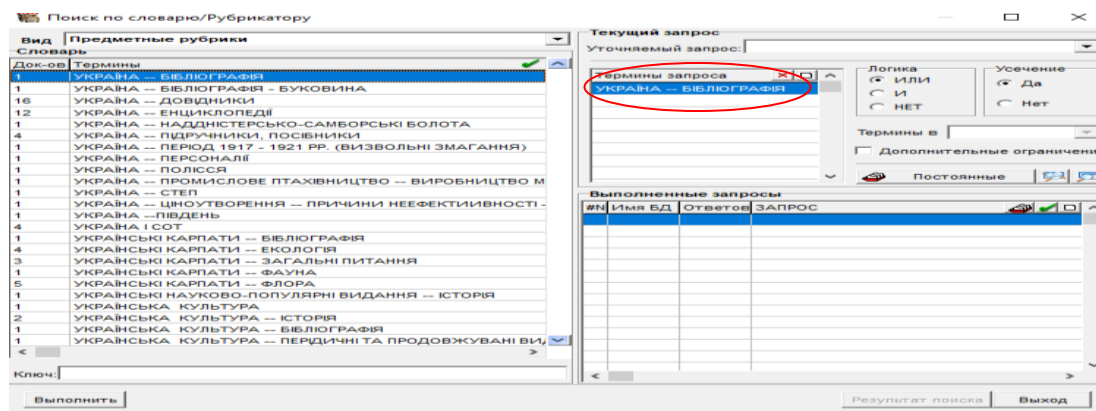 Поиск по словарю/Рубрикатору
Вид Предметные рубрики
Словарь
Док-ов Термины
1 УКРАЇНА -- БІБЛІОГРАФІЯ
1 УКРАЇНА -- БІБЛІОГРАФІЯ - БУКОВИНА
16 УКРАЇНА -- ДОВІДНИКИ
12 УКРАЇНА -- ЕНЦИКЛОПЕДІЇ
1 УКРАЇНА -- НАДДНІСТЕРСЬКО-САМБОРСЬКІ БОЛОТА
4 УКРАЇНА -- ПІДРУЧНИКИ, ПОСІБНИКИ
1 УКРАЇНА -- ПЕРІОД 1917 - 1921 РР. (ВИЗВОЛЬНІ ЗМАГАННЯ)
1 УКРАЇНА -- ПЕРСОНАЛІЇ
1 УКРАЇНА -- ПОЛІССЯ
1 УКРАЇНА -- ПРОМИСЛОВЕ ПТАХІВНИЦТВО -- ВИРОБНИЦТВО М
1 УКРАЇНА -- СТЕП
1 УКРАЇНА -- ЦІНОУТВОРЕННЯ -- ПРИЧИНИ НЕЕФЕКТИИВНОСТІ -
1 УКРАЇНА --ПІВДЕНЬ
4 УКРАЇНА І СОТ
1 УКРАЇНСЬКІ КАРПАТИ -- БІБЛІОГРАФІЯ
4 УКРАЇНСЬКІ КАРПАТИ -- ЕКОЛОГІЯ
3 УКРАЇНСЬКІ КАРПАТИ -- ЗАГАЛЬНІ ПИТАННЯ
1 УКРАЇНСЬКІ КАРПАТИ -- ФАУНА
5 УКРАЇНСЬКІ КАРПАТИ -- ФЛОРА
1 УКРАЇНСЬКІ НАУКОВО-ПОПУЛЯРНІ ВИДАННЯ -- ІСТОРІЯ
1 УКРАЇНСЬКА КУЛЬТУРА
2 УКРАЇНСЬКА КУЛЬТУРА -- ІСТОРІЯ
1 УКРАЇНСЬКА КУЛЬТУРА -- БІБЛІОГРАФІЯ
1 УКРАЇНСЬКА КУЛЬТУРА -- ПЕРІДИЧНІ ТА ПРОДОВЖУВАНІ ВИ
Ключ:
Выполнить
Текущий запрос
Уточняемый запрос:
Термины запроса
УКРАЇНА -- БІБЛІОГРАФІЯ
Логика
ИЛИ
И
НЕТ
Усечение
Да
Нет
Термины в
Дополнительные ограничени
Постоянные
Выполненные запросы
#N Имя БД Ответов ЗАПРОС
Результат поиска Выход